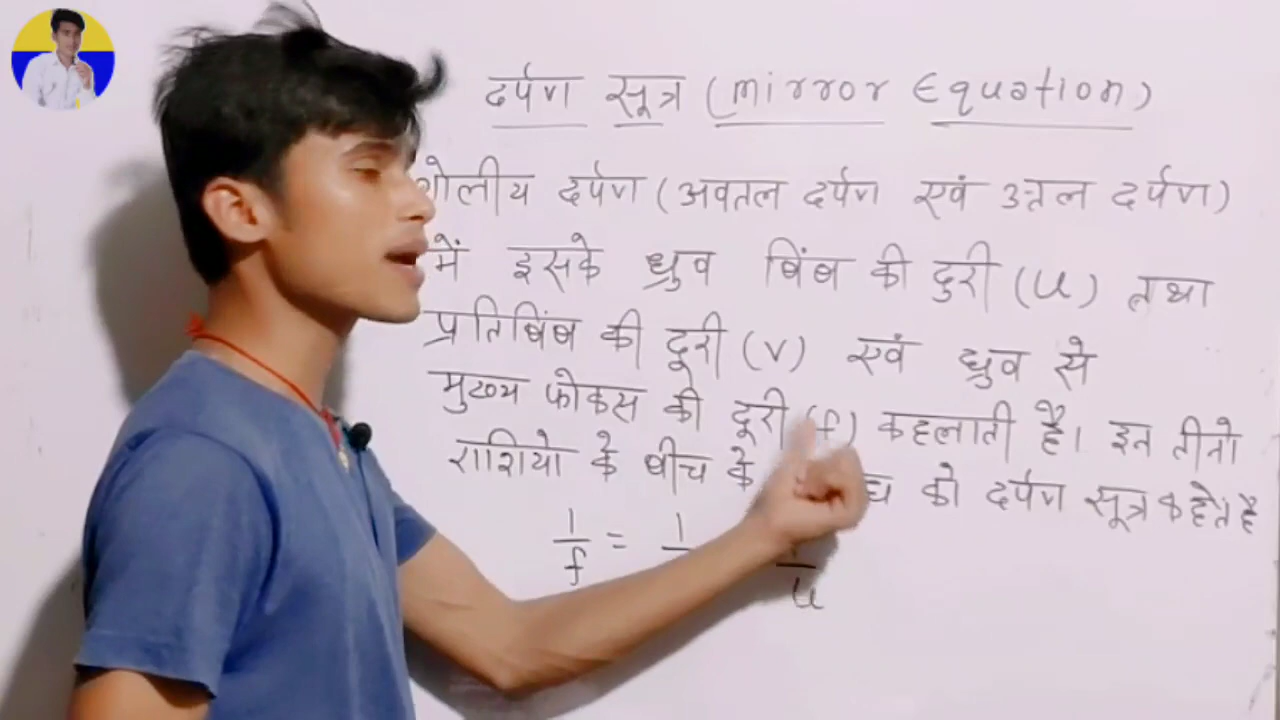 दर्पण सूत्र (Mirror Equation)
गोलीय दर्पण (अवतल दर्पण एवं उत्तल दर्पण)
में इसके ध्रुव बिंब की दुरी (u) तथा
प्रतिबिंब की दूरी (v) एवं ध्रुव से
मुख्य फोकस की दूरी (f) कहलाती है। इन तीनो
राशियो के बीच के को दर्पण सूत्र कहेते है
1/f = 1 u